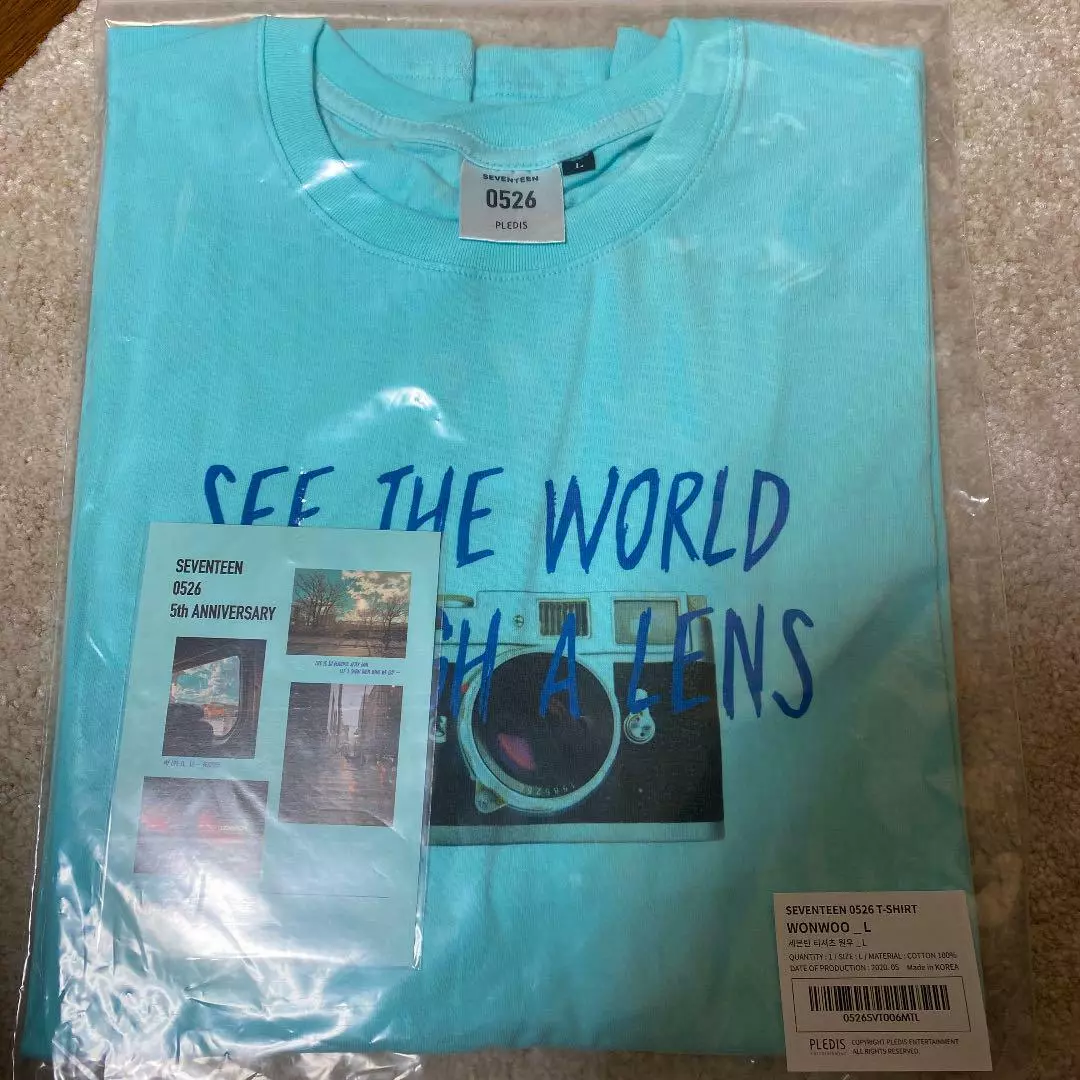 L
SEVENTEEN
0526
PLEDIS
SEE THE WORLD
GH A LENS
SEVENTEEN
0526
5th ANNIVERSARY
SEVENTEEN 0526 T-SHIRT
WONWOO _ L
세븐틴 티셔츠 원우 _ L
QUANTITY : 1 / SIZE : L / MATERIAL : COTTON 100%
DATE OF PRODUCTION : 2020. 05 Made in KOREA
0526SVT006MTL
PLEDIS COPYRIGHT PLEDIS ENTERTAINMENT
ALL RIGHTS RESERVED.